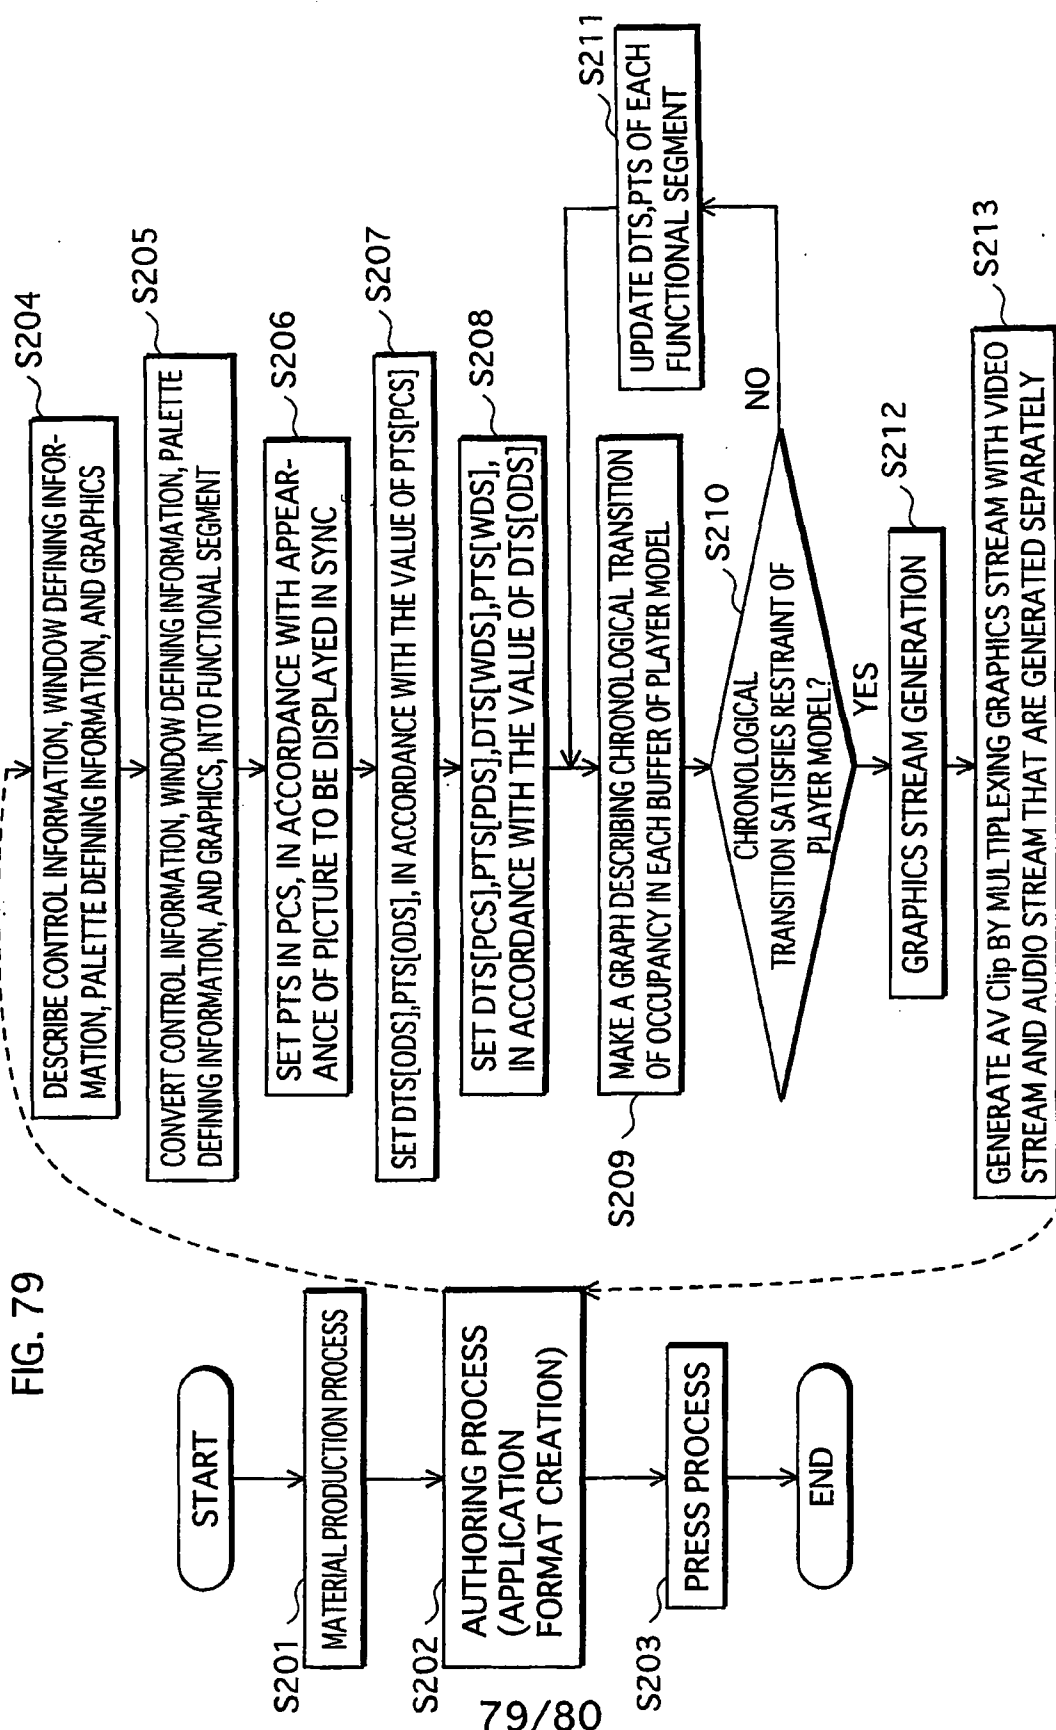 FIG. 79
START
S201
MATERIAL PRODUCTION PROCESS
S202
AUTHORING PROCESS
(APPLICATION
FORMAT CREATION)
S203
PRESS PROCESS
END
S204
DESCRIBE CONTROL INFORMATION, WINDOW DEFINING INFOR-
MATION, PALETTE DEFINING INFORMATION, AND GRAPHICS
S205
CONVERT CONTROL INFORMATION, WINDOW DEFINING INFORMATION, PALETTE
DEFINING INFORMATION, AND GRAPHICS, INTO FUNCTIONAL SEGMENT
S206
SET PTS IN PCS, IN ACCORDANCE WITH APPEAR-
ANCE OF PICTURE TO BE DISPLAYED IN SYNC
S207
SET DTS[ODS],PTS[ODS], IN ACCORDANCE WITH THE VALUE OF PTS[PCS]
S208
SET DTS[PCS],PTS[PDS],DTS[WDS],PTS[WDS],
IN ACCORDANCE WITH THE VALUE OF DTS[ODS]
S209
MAKE A GRAPH DESCRIBING CHRONOLOGICAL TRANSITION
OF OCCUPANCY IN EACH BUFFER OF PLAYER MODEL
S210
CHRONOLOGICAL
TRANSITION SATISFIES RESTRAINT OF
PLAYER MODEL?
NO
YES
S211
UPDATE DTS,PTS OF EACH
FUNCTIONAL SEGMENT
S212
GRAPHICS STREAM GENERATION
S213
GENERATE AV Clip BY MULTIPLEXING GRAPHICS STREAM WITH VIDEO
STREAM AND AUDIO STREAM THAT ARE GENERATED SEPARATELY
79/80